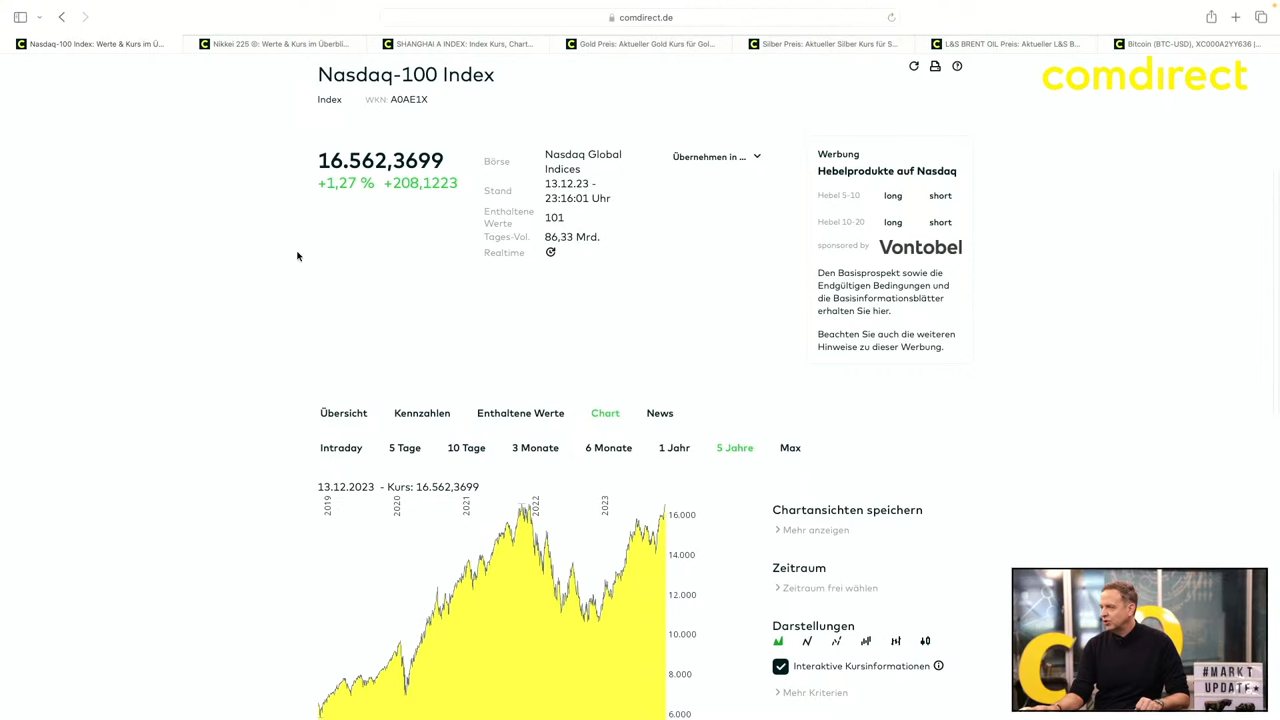 comdirect.de
Nasdaq-100 Index: Werte & Kurs im Ü...
Nikkei 225 ®: Werte & Kurs im Überbli...
SHANGHAI A INDEX: Index Kurs, Chart...
Gold Preis: Aktueller Gold Kurs für Gol...
Silber Preis: Aktueller Silber Kurs für S...
L&S BRENT OIL Preis: Aktueller L&S B...
Bitcoin (BTC-USD), XC000A2YY636 |...
Nasdaq-100 Index
comdirect
Index WKN: A0AE1X
16.562,3699
+1,27 % +208,1223
Börse
Nasdaq Global
Indices
Stand
13.12.23 -
23:16:01 Uhr
Enthaltene
Werte
101
Tages-Vol.
86,33 Mrd.
Realtime
Übernehmen in ...
Werbung
Hebelprodukte auf Nasdaq
Hebel 5-10 long short
Hebel 10-20 long short
sponsored by Vontobel
Den Basisprospekt sowie die
Endgültigen Bedingungen und
die Basisinformationsblätter
erhalten Sie hier.
Beachten Sie auch die weiteren
Hinweise zu dieser Werbung.
Übersicht Kennzahlen Enthaltene Werte Chart News
Intraday 5 Tage 10 Tage 3 Monate 6 Monate 1 Jahr 5 Jahre Max
13.12.2023 - Kurs: 16.562,3699
2019 2020 2021 2022 2023
16.000
14.000
12.000
10.000
8.000
6.000
Chartansichten speichern
Mehr anzeigen
Zeitraum
Zeitraum frei wählen
Darstellungen
Interaktive Kursinformationen
Mehr Kriterien
#MARKT
UPDATE